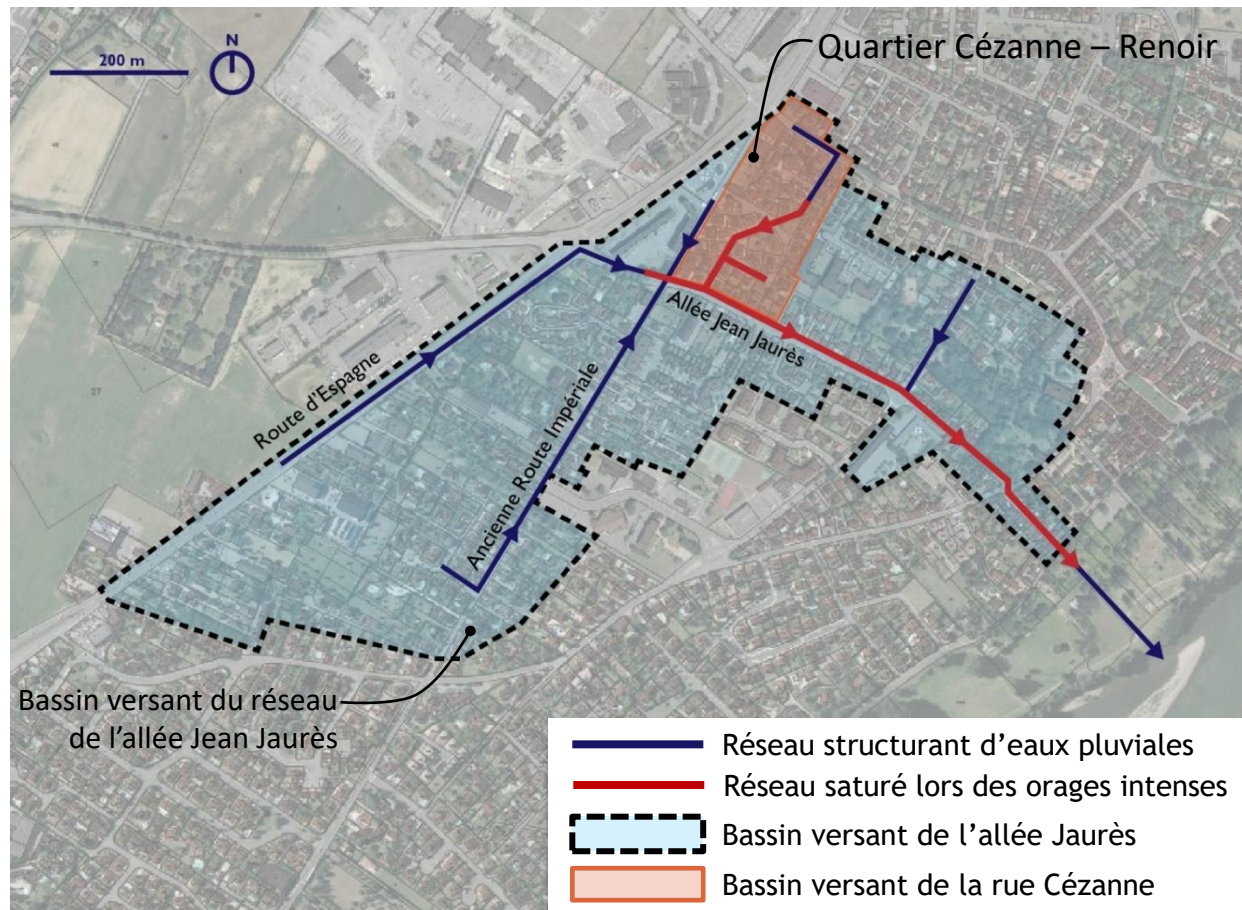 200 m
N
Quartier Cézanne – Renoir
Route d'Espagne
Allée Jean Jaurès
Ancienne Route Impériale
Bassin versant du réseau
de l'allée Jean Jaurès
Réseau structurant d'eaux pluviales
Réseau saturé lors des orages intenses
Bassin versant de l'allée Jaurès
Bassin versant de la rue Cézanne